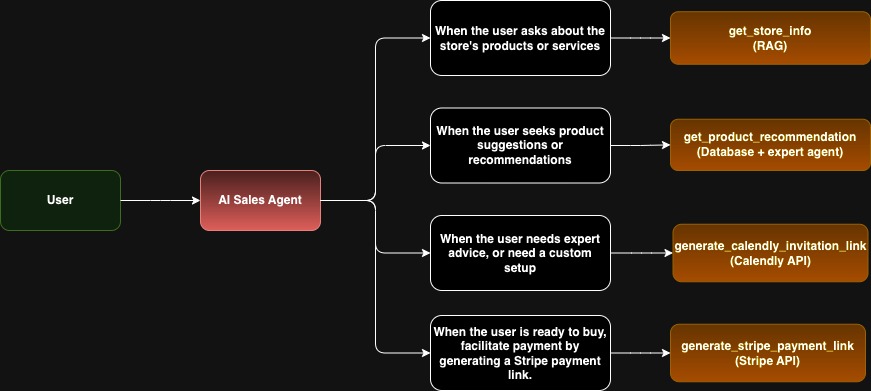 User
AI Sales Agent
When the user asks about the
store's products or services
get_store_info
(RAG)
When the user seeks product
suggestions or
recommendations
get_product_recommendation
(Database + expert agent)
When the user needs expert
advice, or need a custom
setup
generate_calendly_invitation_link
(Calendly API)
When the user is ready to buy,
facilitate payment by
generating a Stripe payment
link.
generate_stripe_payment_link
(Stripe API)